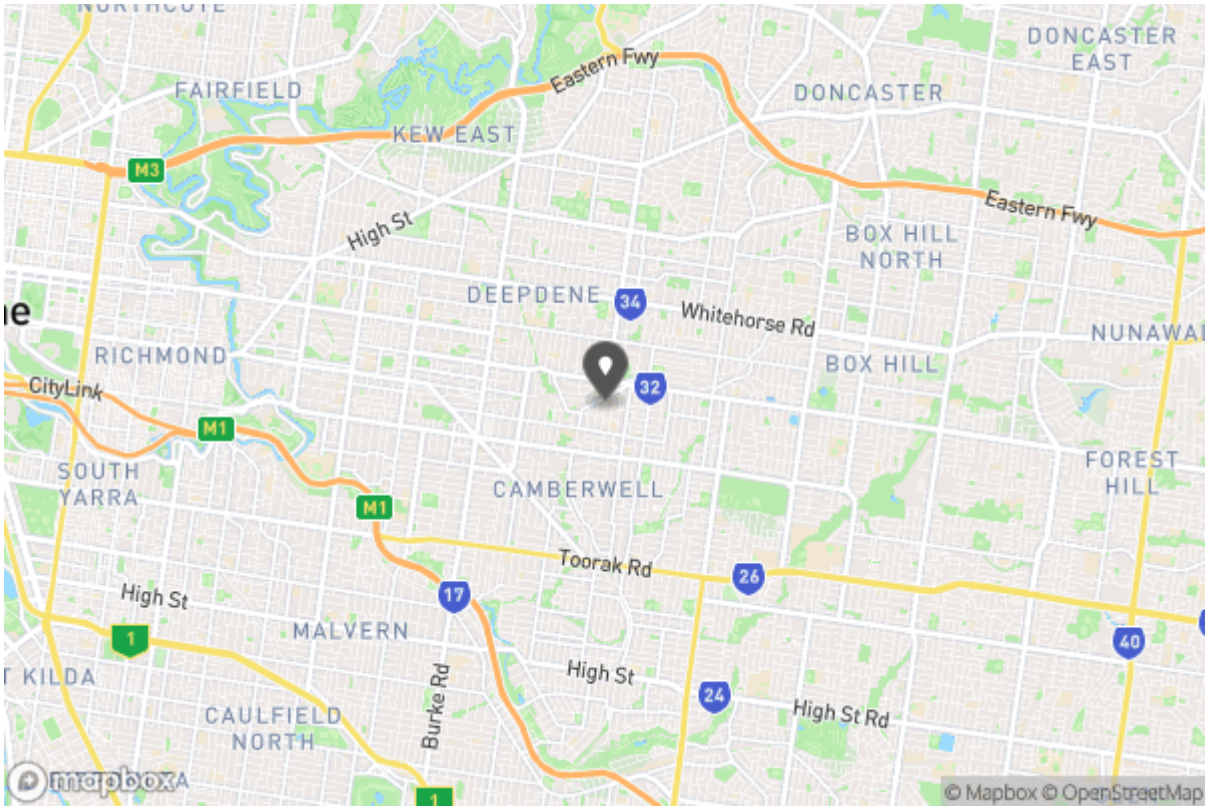 NORTHCOTE
DONCASTER
EAST
Eastern Fwy
FAIRFIELD
DONCASTER
KEW EAST
M3
Eastern Fwy
High St
BOX HILL
NORTH
DEEPDENE
34
Whitehorse Rd
ne
NUNAWAD
RICHMOND
BOX HILL
CityLink
32
M1
SOUTH
YARRA
FOREST
HILL
CAMBERWELL
M1
Toorak Rd
26
17
High St
1
MALVERN
40
High St
T KILDA
24
Burke Rd
High St Rd
CAULFIELD
NORTH
mapbox
A
1
© Mapbox © OpenStreetMap